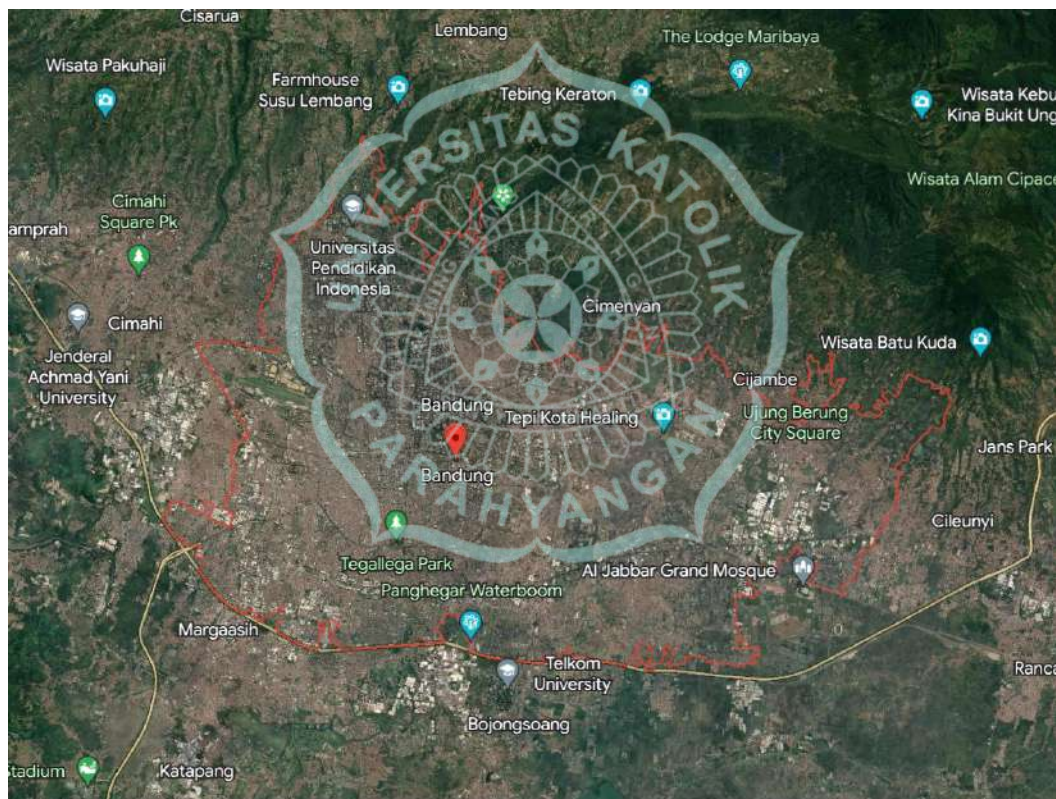 Cisarua
Lembang
The Lodge Maribaya
Wisata Pakuhaji
Farmhouse
Susu Lembang
Tebing Keraton
Wisata Kebu
Kina Bukit Ung
UNIVERSITAS KATOLIK
Wisata Alam Cipace
Cimahi
Square Pk
amprah
Universitas
Pendidikan
Indonesia
Cimenyan
Cimahi
Jenderal
Achmad Yani
University
Wisata Batu Kuda
Cijambe
Bandung
Tepi Kota Healing
Ujung Berung
City Square
Bandung
Jans Park
PARAHYANGAN
Cileunyi
Tegallega Park
Al Jabbar Grand Mosque
Panghegar Waterboom
Margaasih
Telkom
University
Ranca
Bojongsoang
Stadium
Katapang